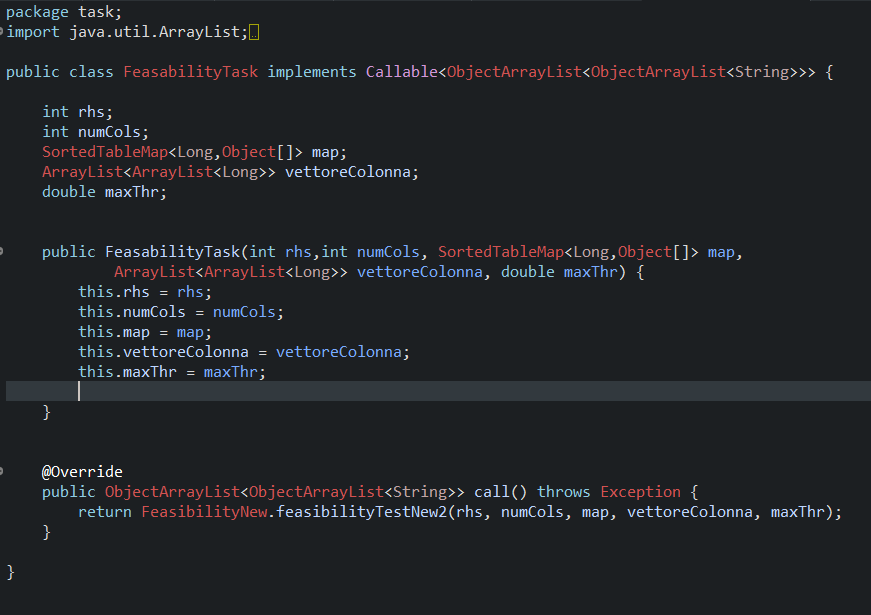 package task;
import java.util.ArrayList;
public class FeasabilityTask implements Callable<ObjectArrayList<ObjectArrayList<String>>> {
int rhs;
int numCols;
SortedTableMap<Long,Object[]> map;
ArrayList<ArrayList<Long>> vettoreColonna;
double maxThr;
public FeasabilityTask(int rhs,int numCols, SortedTableMap<Long,Object[]> map,
ArrayList<ArrayList<Long>> vettoreColonna, double maxThr) {
this.rhs = rhs;
this.numCols = numCols;
this.map = map;
this.vettoreColonna = vettoreColonna;
this.maxThr = maxThr;
}
@Override
public ObjectArrayList<ObjectArrayList<String>> call() throws Exception {
return FeasibilityNew.feasibilityTestNew2(rhs, numCols, map, vettoreColonna, maxThr);
}
}